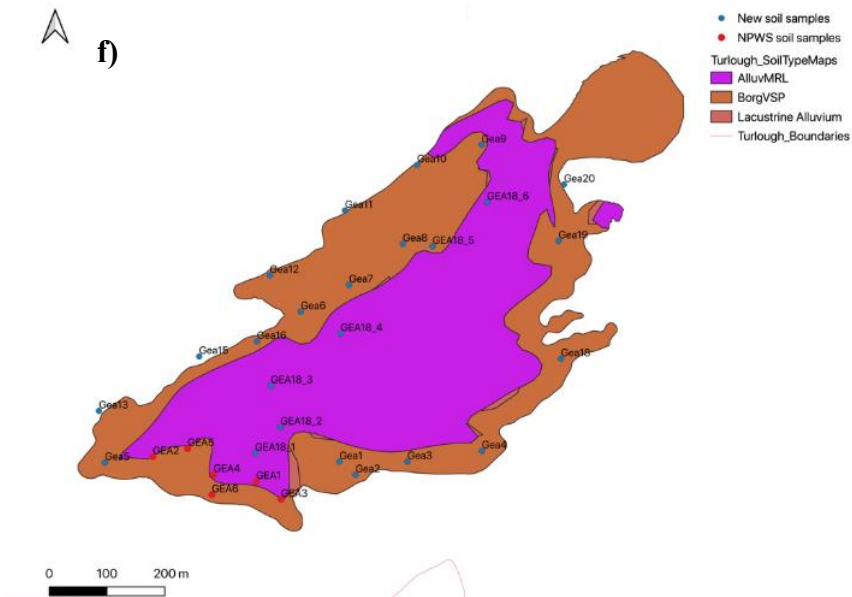 f)
New soil samples
NPWS soil samples
Turlough_SoilTypeMaps
AlluvMRL
BorgVSP
Lacustrine Alluvium
Turlough_Boundaries
Gea9
Gea10
Gea20
GEA18_6
Gea11
Gea8
GEA18_5
Gea19
Gea12
Gea7
Gea6
GEA18_4
Gea16
Gea15
Gea18
GEA18_3
Gea13
GEA18_2
GEA5
GEA2
GEA18_1
Gea4
Gea5
Gea1
Gea3
GEA4
GEA1
Gea2
GEA6
GEA3
0 100 200 m